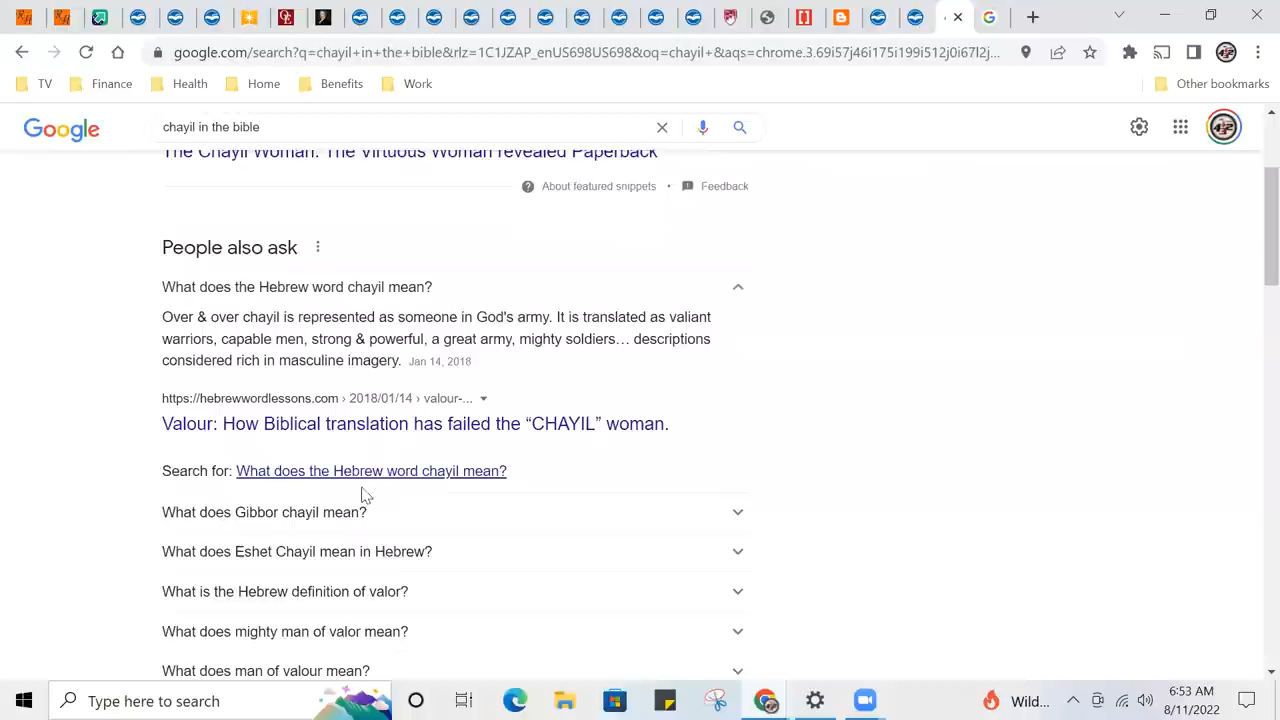 google.com/search?q=chayil+in+the+bible&rlz=1C1JZAP_enUS698US698&oq=chayil+&aqs=chrome.3.69i57j46i175i199i512j0i67l2j...
TV Finance Health Home Benefits Work Other bookmarks
Google chayil in the bible
The Chayil Woman: The Virtuous Woman revealed Paperback
About featured snippets • Feedback
People also ask
What does the Hebrew word chayil mean?
Over & over chayil is represented as someone in God's army. It is translated as valiant
warriors, capable men, strong & powerful, a great army, mighty soldiers… descriptions
considered rich in masculine imagery. Jan 14, 2018
https://hebrewwordlessons.com › 2018/01/14 › valour-...
Valour: How Biblical translation has failed the “CHAYIL” woman.
Search for: What does the Hebrew word chayil mean?
What does Gibbor chayil mean?
What does Eshet Chayil mean in Hebrew?
What is the Hebrew definition of valor?
What does mighty man of valor mean?
What does man of valour mean?
Type here to search
Wild...
6:53 AM
8/11/2022